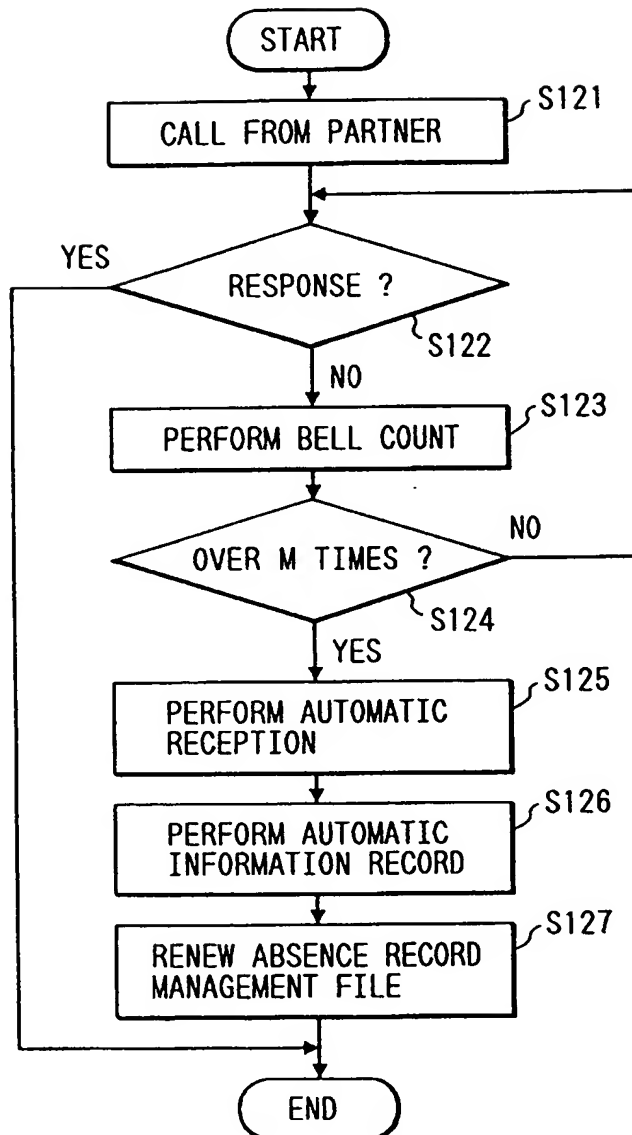 START
S121
CALL FROM PARTNER
YES
RESPONSE ?
S122
NO
S123
PERFORM BELL COUNT
NO
OVER M TIMES ?
S124
YES
S125
PERFORM AUTOMATIC
RECEPTION
S126
PERFORM AUTOMATIC
INFORMATION RECORD
S127
RENEW ABSENCE RECORD
MANAGEMENT FILE
END